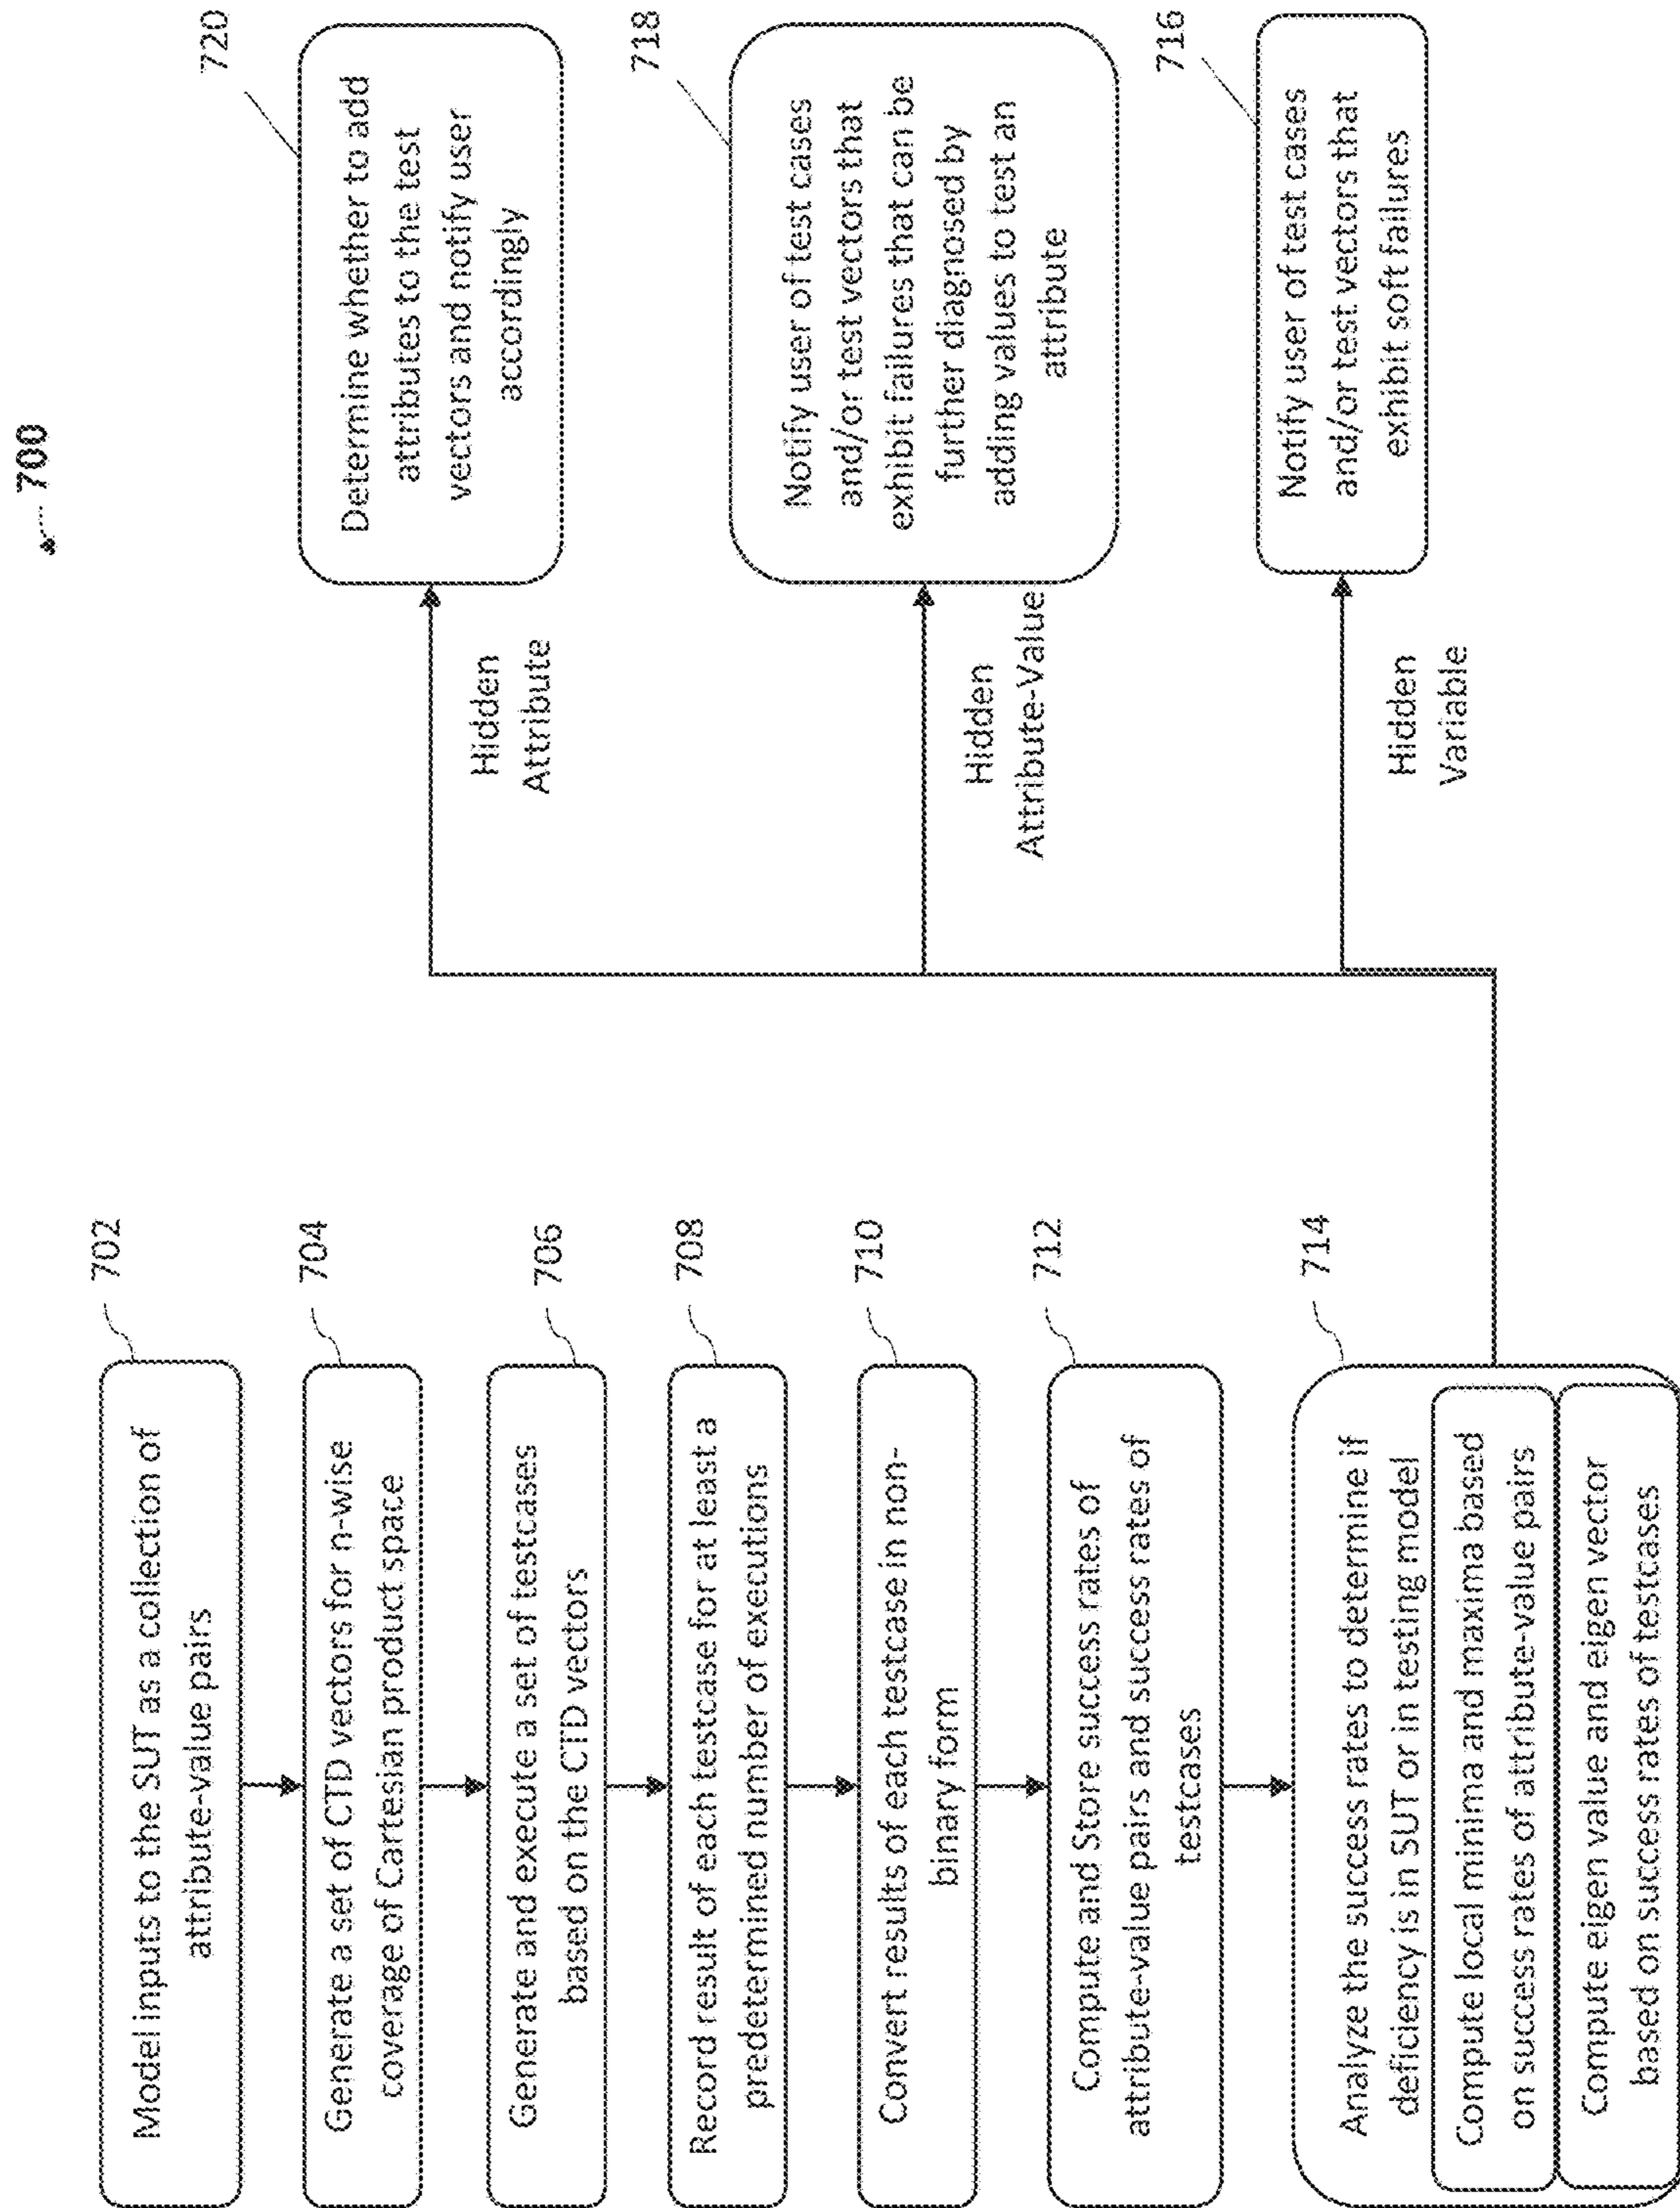 700
Model inputs to the SUT as a collection of
attribute-value pairs
702
Generate a set of CTD vectors for n-wise
coverage of Cartesian product space
704
Generate and execute a set of testcases
based on the CTD vectors
706
Record result of each testcase for at least a
predetermined number of executions
708
Convert results of each testcase in non-
binary form
710
Compute and Store success rates of
attribute-value pairs and success rates of
testcases
712
Analyze the success rates to determine if
deficiency is in SUT or in testing model
714
Compute local minima and maxima based
on success rates of attribute-value pairs
Compute eigen value and eigen vector
based on success rates of testcases
Hidden
Attribute
Determine whether to add
attributes to the test
vectors and notify user
accordingly
720
Hidden
Attribute-Value
Notify user of test cases
and/or test vectors that
exhibit failures that can be
further diagnosed by
adding values to test an
attribute
718
Hidden
Variable
Notify user of test cases
and/or test vectors that
exhibit soft failures
716